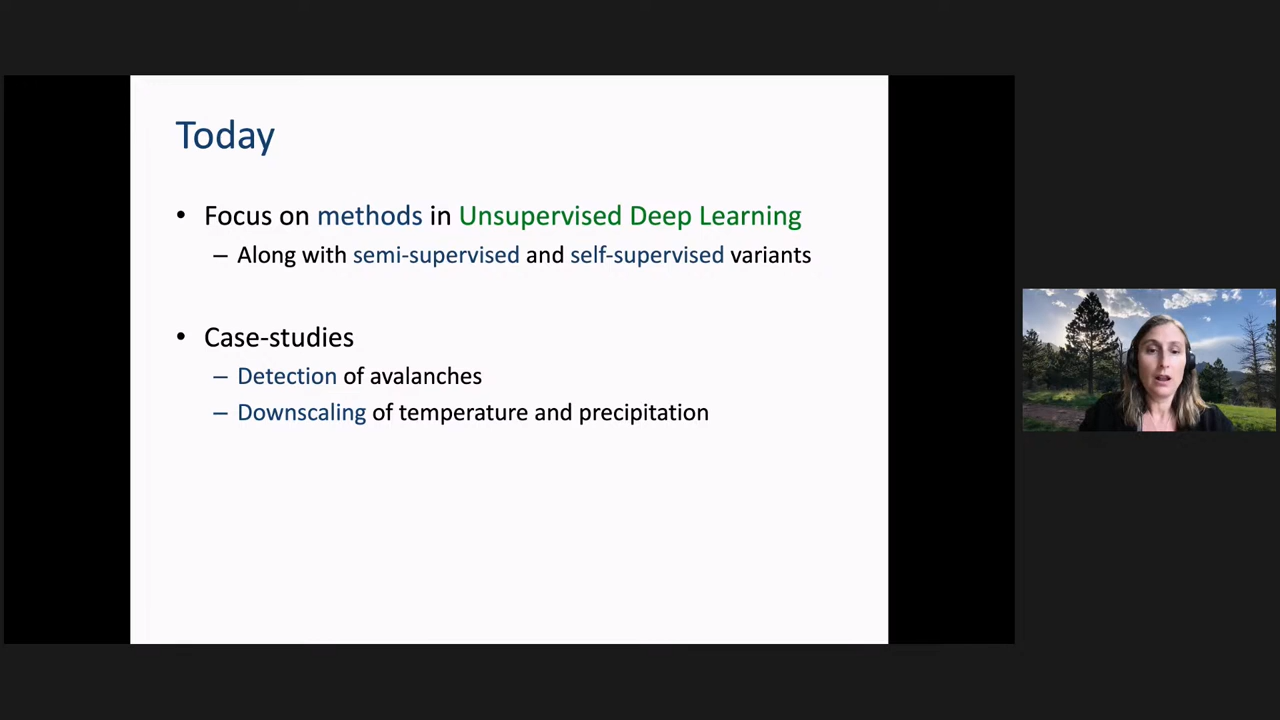 Today
• Focus on methods in Unsupervised Deep Learning
– Along with semi-supervised and self-supervised variants
• Case-studies
– Detection of avalanches
– Downscaling of temperature and precipitation